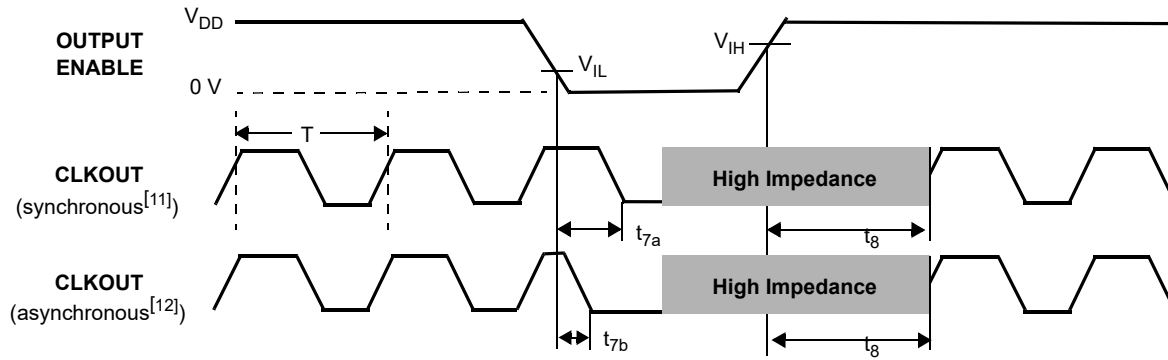 V_DD
OUTPUT
ENABLE
V_IL
V_IH
0 V
T
CLKOUT
(synchronous[11])
High Impedance
t_7a
t_8
CLKOUT
(asynchronous[12])
High Impedance
t_7b
t_8